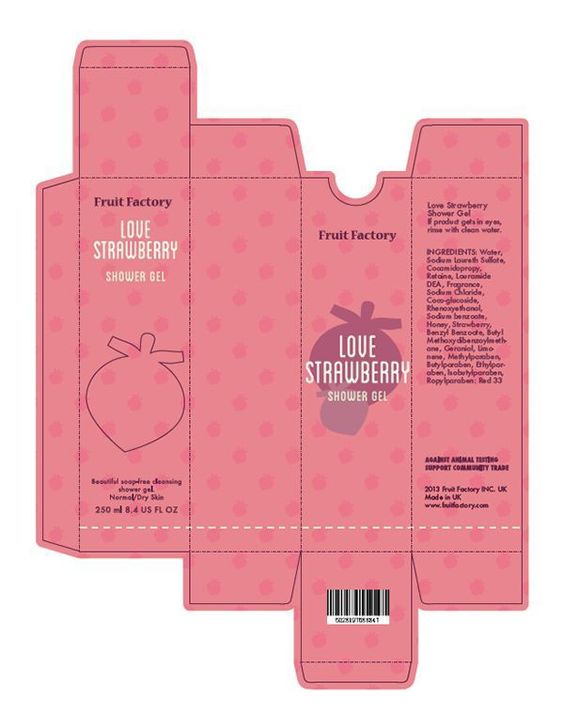 Fruit Factory
LOVE
STRAWBERRY
SHOWER GEL
Beautiful soap-free cleansing
shower gel.
Normal/Dry Skin
250 ml 8,4 US FL OZ
Fruit Factory
LOVE
STRAWBERRY
SHOWER GEL
Love Strawberry
Shower Gel
If product gets in eyes,
rinse with clean water.
INGREDIENTS: Water,
Sodium Laureth Sulfate,
Cocamidopropy,
Retaine, Lauramide
DEA, Fragrance,
Sodium Chloride,
Coco-glucoside,
Rhenoxyethanol,
Sodium benzoate,
Honey, Strawberry,
Benzyl Benzoate, Butyl
Methoxydibenzoylmeth-
ane, Geraniol, Limo-
nene, Methylparaben,
Butylparaben, Ethylpar-
aben, Isobutylparaben,
Ropylparaben: Red 33
AGAINST ANIMAL TESTING
SUPPORT COMMUNITY TRADE
2013 Fruit Factory INC. UK
Made in UK
www.fruitfactory.com